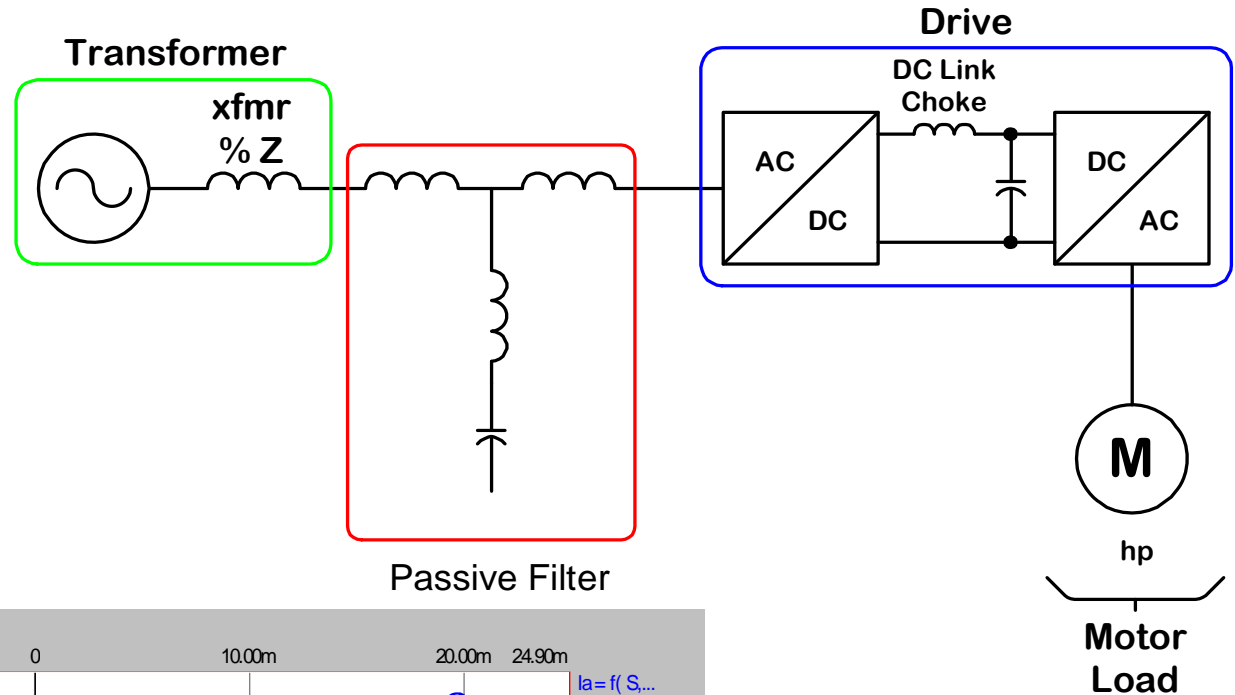 Drive
Transformer
DC Link
Choke
xfmr
% Z
AC
DC
DC
AC
M
hp
Passive Filter
Motor
Load
0 10.00m 20.00m 24.90m
Ia= f( S,...